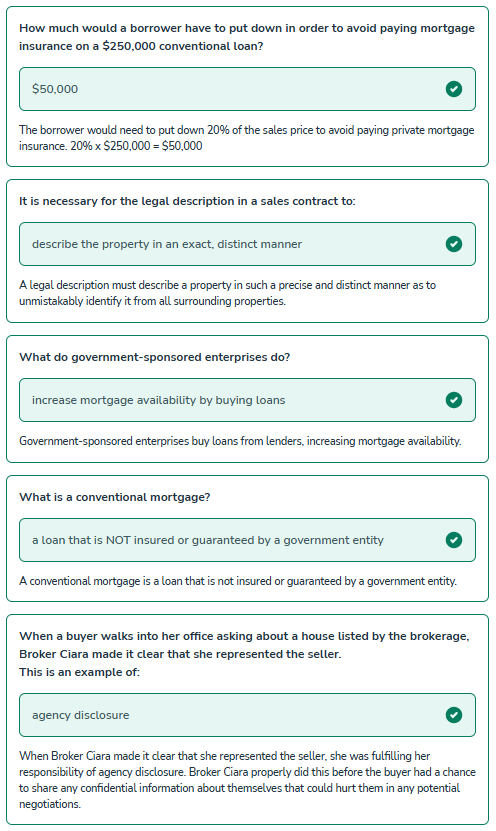 How much would a borrower have to put down in order to avoid paying mortgage
insurance on a $250,000 conventional loan?
$50,000
The borrower would need to put down 20% of the sales price to avoid paying private mortgage
insurance. 20% x $250,000 = $50,000
It is necessary for the legal description in a sales contract to:
describe the property in an exact, distinct manner
A legal description must describe a property in such a precise and distinct manner as to
unmistakably identify it from all surrounding properties.
What do government-sponsored enterprises do?
increase mortgage availability by buying loans
Government-sponsored enterprises buy loans from lenders, increasing mortgage availability.
What is a conventional mortgage?
a loan that is NOT insured or guaranteed by a government entity
A conventional mortgage is a loan that is not insured or guaranteed by a government entity.
When a buyer walks into her office asking about a house listed by the brokerage,
Broker Ciara made it clear that she represented the seller.
This is an example of:
agency disclosure
When Broker Ciara made it clear that she represented the seller, she was fulfilling her
responsibility of agency disclosure. Broker Ciara properly did this before the buyer had a chance
to share any confidential information about themselves that could hurt them in any potential
negotiations.